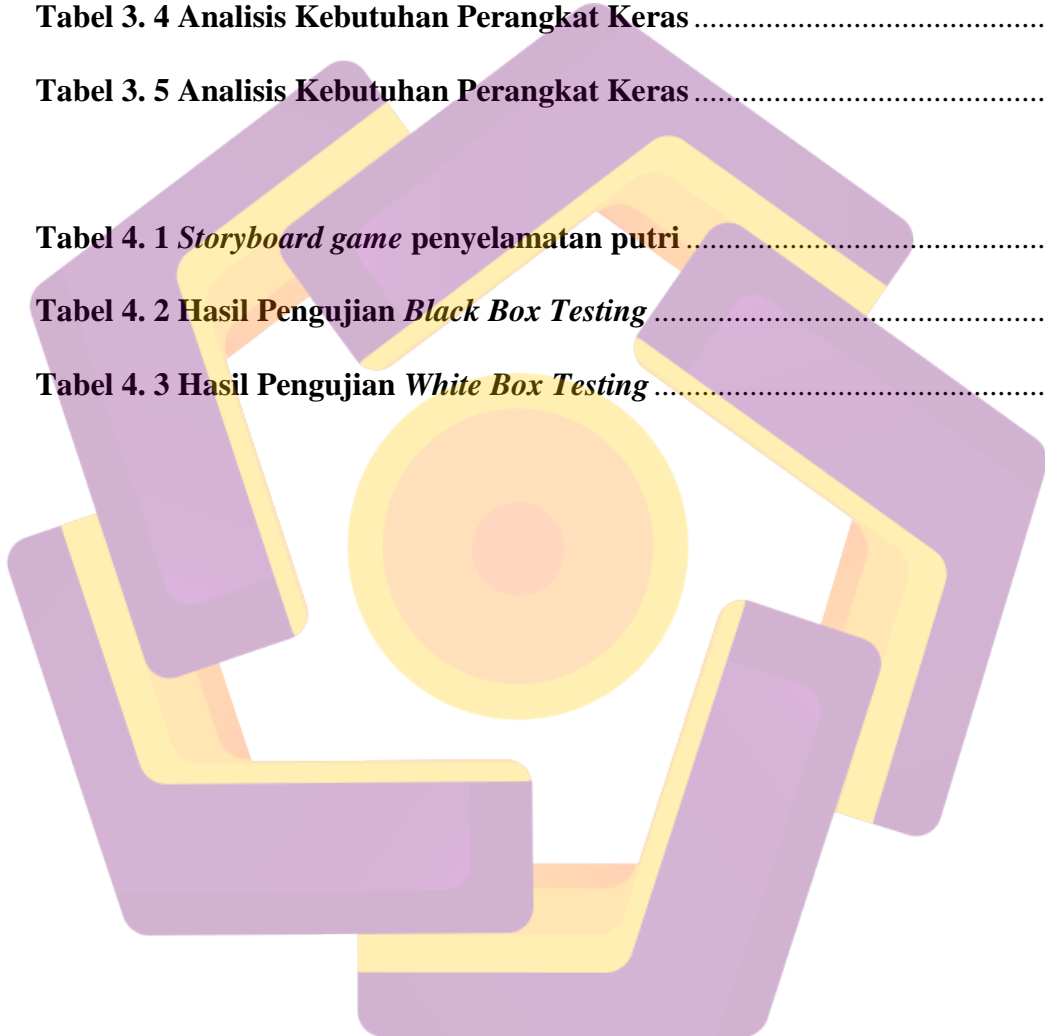 Tabel 3. 4 Analisis Kebutuhan Perangkat Keras ........................................
Tabel 3. 5 Analisis Kebutuhan Perangkat Keras ........................................
Tabel 4. 1 Storyboard game penyelamatan putri ........................................
Tabel 4. 2 Hasil Pengujian Black Box Testing ............................................
Tabel 4. 3 Hasil Pengujian White Box Testing ............................................